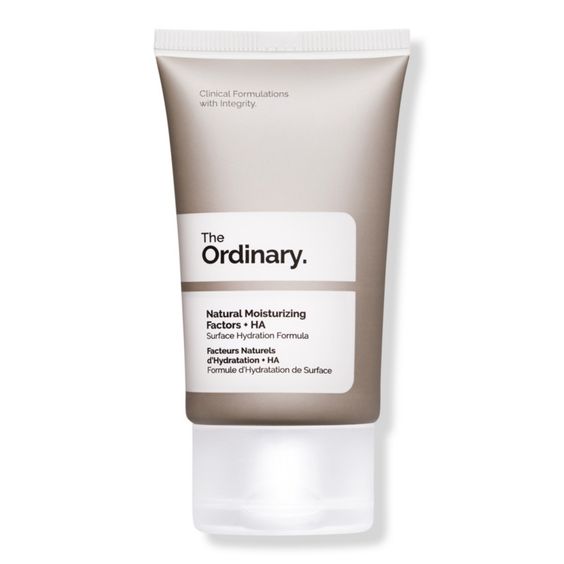 Clinical Formulations
with Integrity.
The
Ordinary.
Natural Moisturizing
Factors + HA
Surface Hydration Formula
Facteurs Naturels
d'Hydratation + HA
Formule d'Hydratation de Surface